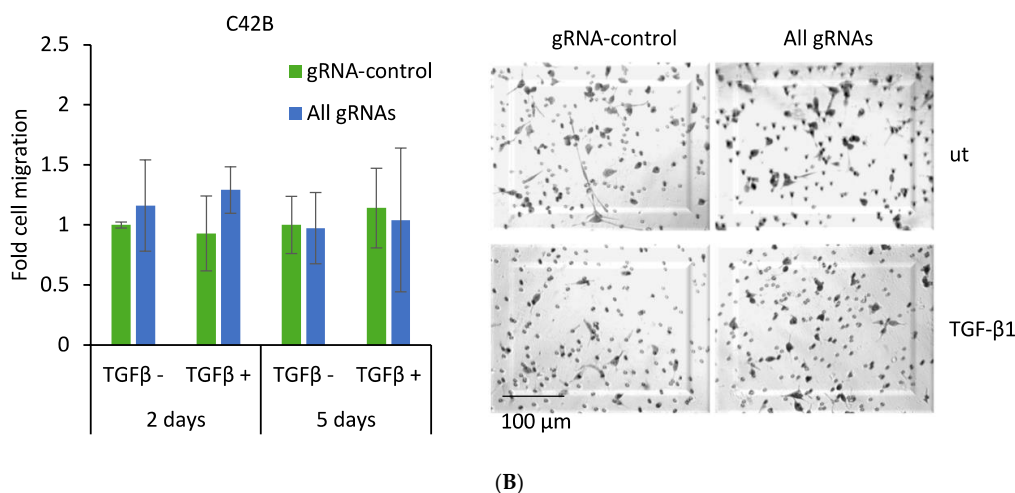 C42B
2.5
2
1.5
1
0.5
0
Fold cell migration
gRNA-control
All gRNAs
TGFβ -
TGFβ +
TGFβ -
TGFβ +
2 days
5 days
gRNA-control
All gRNAs
ut
TGF-β1
100 µm
(B)